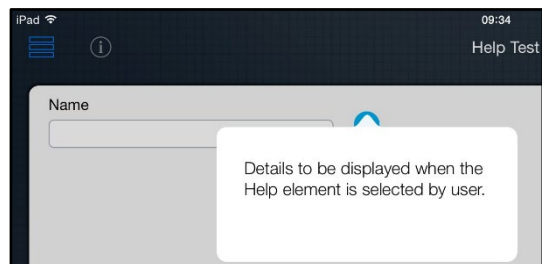 iPad 09:34
Help Test
Name
Details to be displayed when the
Help element is selected by user.